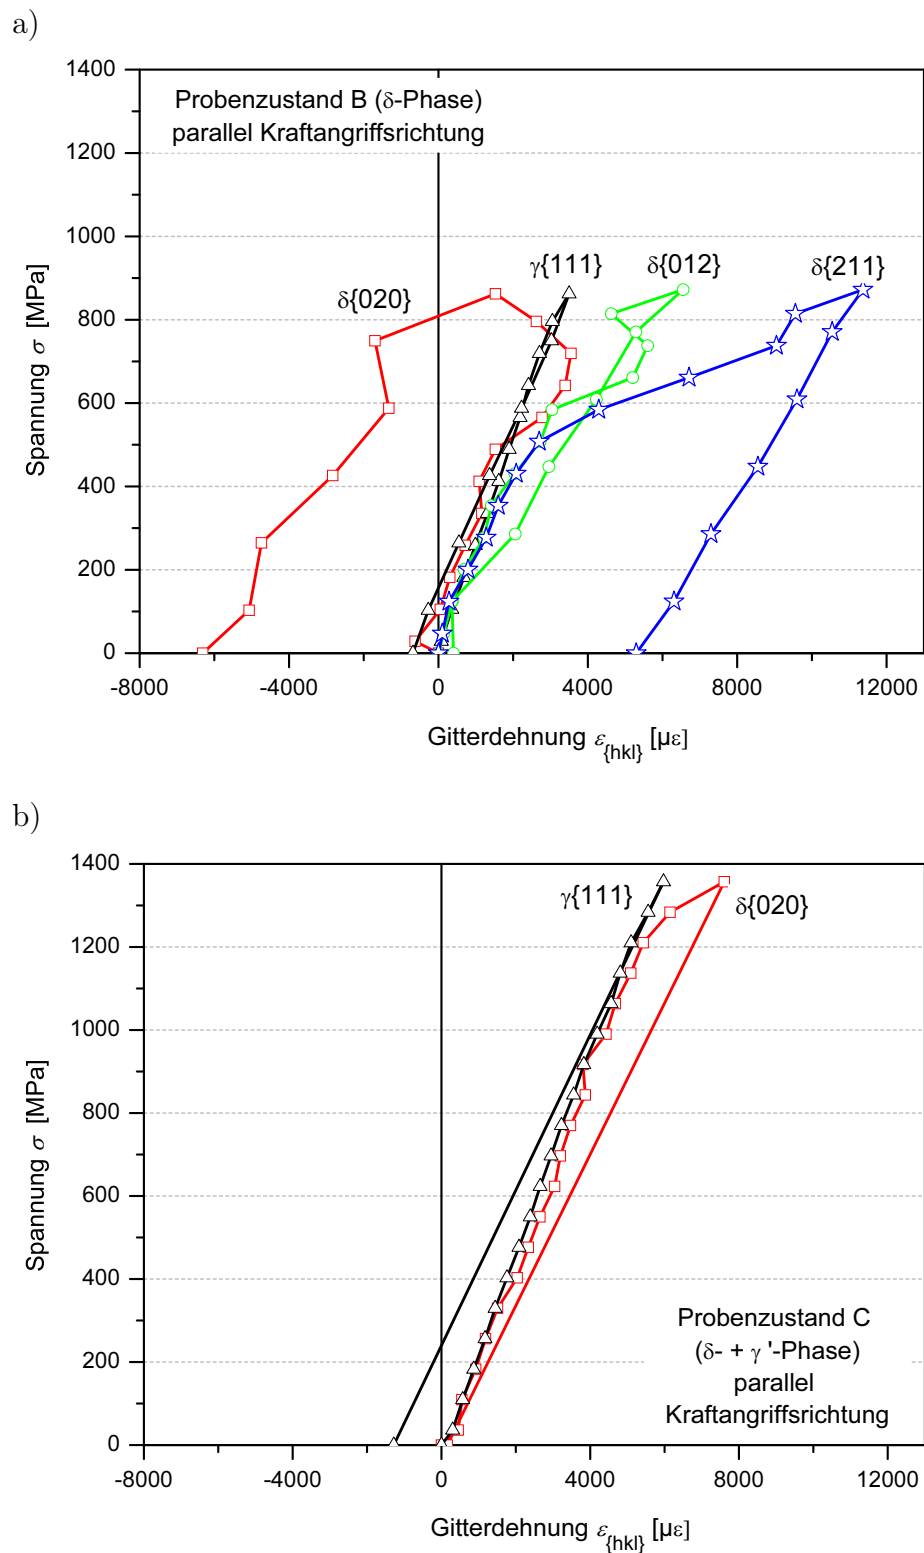 a)
1400
1200
1000
800
600
400
200
0
Spannung σ [MPa]
Probenzustand B (δ-Phase)
parallel Kraftangriffsrichtung
δ{020}
γ{111}
δ{012}
δ{211}
-8000 -4000 0 4000 8000 12000
Gitterdehnung ε{hkl} [µε]
b)
1400
1200
1000
800
600
400
200
0
Spannung σ [MPa]
γ{111}
δ{020}
Probenzustand C
(δ- + γ '-Phase)
parallel
Kraftangriffsrichtung
-8000 -4000 0 4000 8000 12000
Gitterdehnung ε{hkl} [µε]